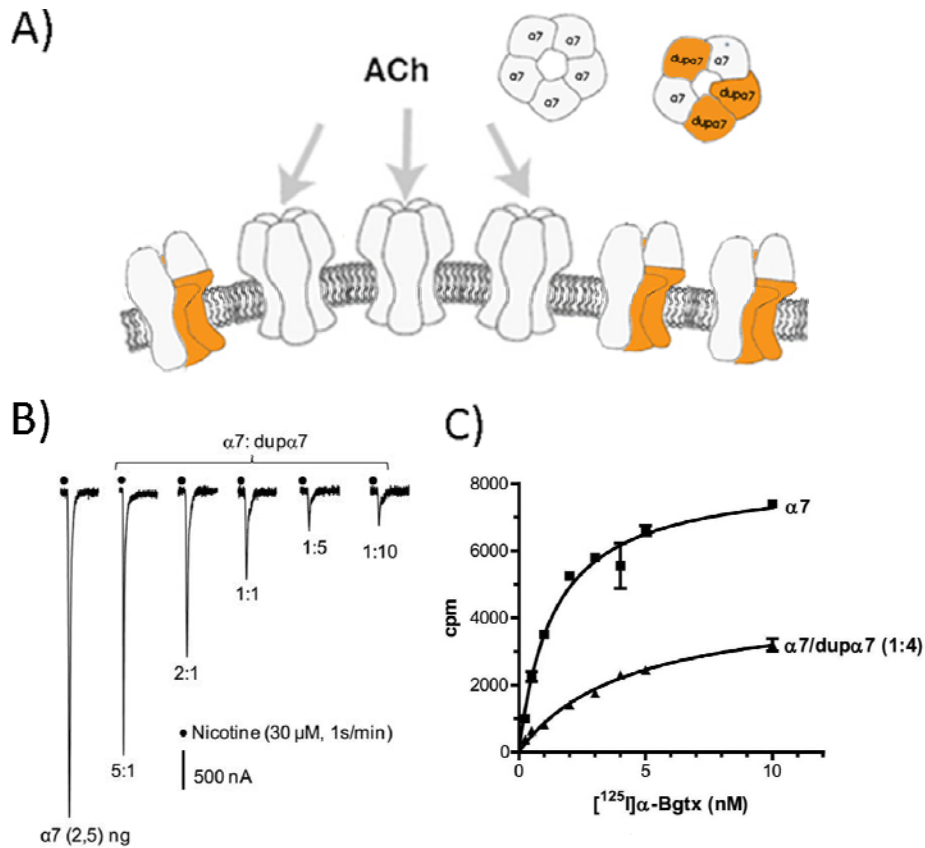 A)
ACh
α7
α7
α7
α7
α7
dupα7
α7
dupα7
dupα7
α7
B)
α7: dupα7
1:5
1:10
1:1
2:1
5:1
α7 (2,5) ng
• Nicotine (30 µM, 1s/min)
500 nA
C)
8000
6000
4000
2000
0
cpm
α7
α7/dupα7 (1:4)
0
5
10
[¹²⁵I]α-Bgtx (nM)